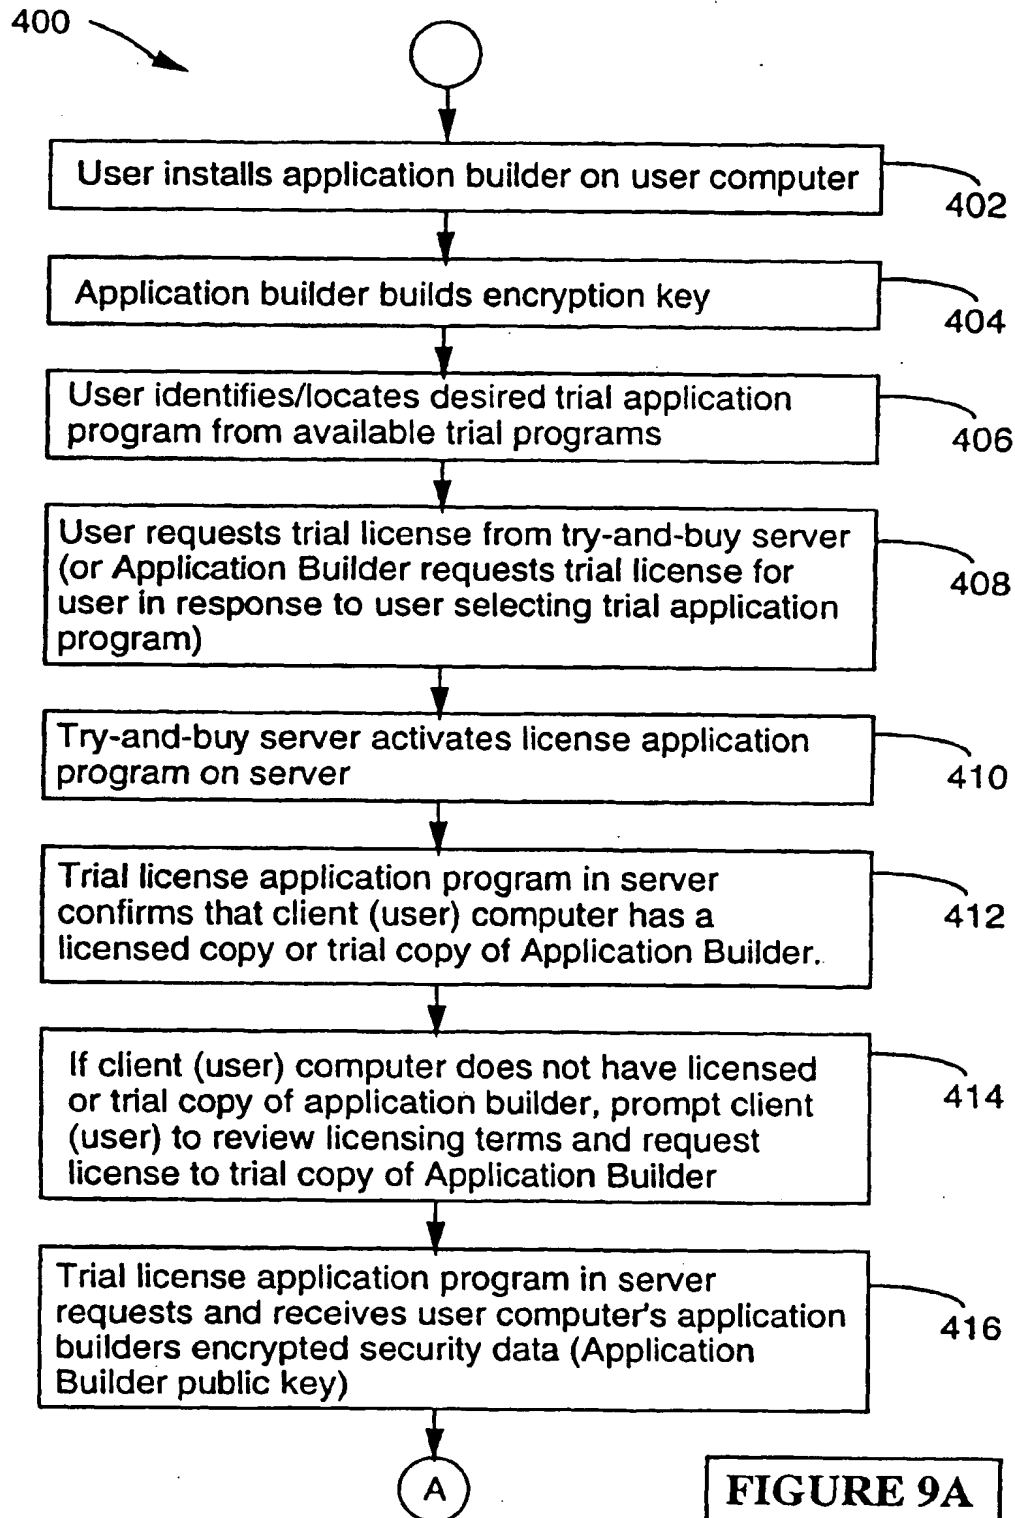 400
User installs application builder on user computer
402
Application builder builds encryption key
404
User identifies/locates desired trial application
program from available trial programs
406
User requests trial license from try-and-buy server
(or Application Builder requests trial license for
user in response to user selecting trial application
program)
408
Try-and-buy server activates license application
program on server
410
Trial license application program in server
confirms that client (user) computer has a
licensed copy or trial copy of Application Builder.
412
If client (user) computer does not have licensed
or trial copy of application builder, prompt client
(user) to review licensing terms and request
license to trial copy of Application Builder
414
Trial license application program in server
requests and receives user computer's application
builders encrypted security data (Application
Builder public key)
416
A
FIGURE 9A